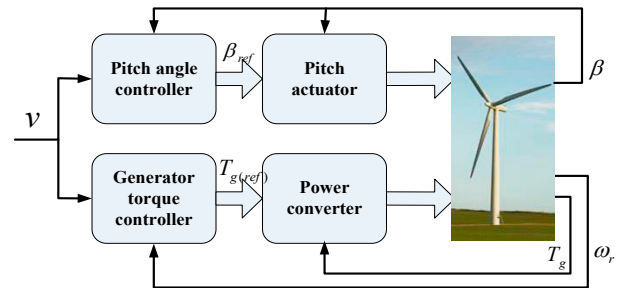 v
Pitch angle
controller
β_ref
Pitch
actuator
β
Generator
torque
controller
T_g(ref)
Power
converter
T_g
ω_r